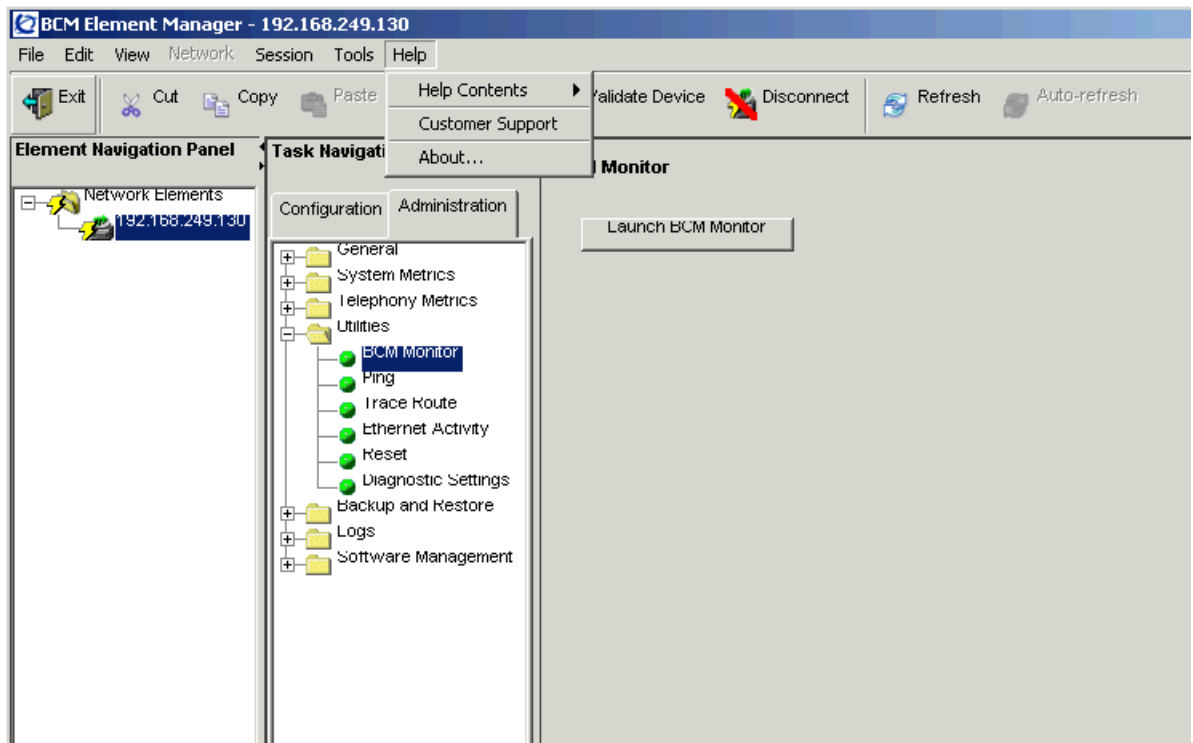 BCM Element Manager - 192.168.249.130
File Edit View Network Session Tools Help
Exit Cut Copy Paste Validate Device Disconnect Refresh Auto-refresh
Help Contents
Customer Support
About...
Element Navigation Panel
Network Elements
192.168.249.130
Task Navigati
Configuration Administration
General
System Metrics
Telephony Metrics
Utilities
BCM Monitor
Ping
Trace Route
Ethernet Activity
Reset
Diagnostic Settings
Backup and Restore
Logs
Software Management
Monitor
Launch BCM Monitor